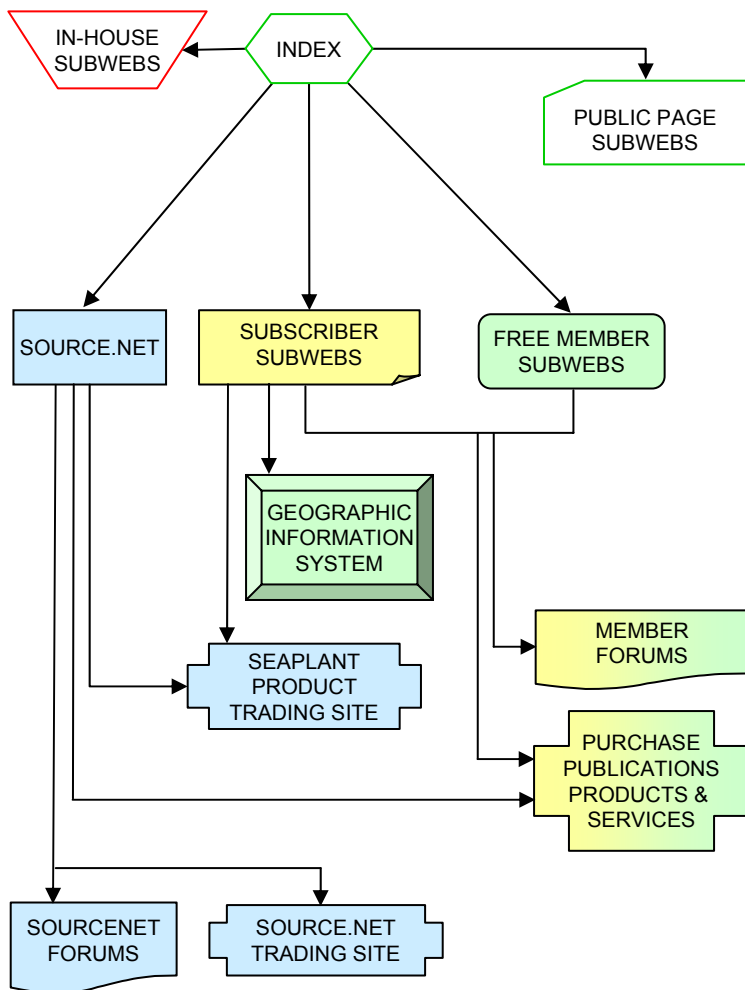 IN-HOUSE
SUBWEBS
INDEX
PUBLIC PAGE
SUBWEBS
SOURCE.NET
SUBSCRIBER
SUBWEBS
FREE MEMBER
SUBWEBS
GEOGRAPHIC
INFORMATION
SYSTEM
MEMBER
FORUMS
SEAPLANT
PRODUCT
TRADING SITE
PURCHASE
PUBLICATIONS
PRODUCTS &
SERVICES
SOURCENET
FORUMS
SOURCE.NET
TRADING SITE